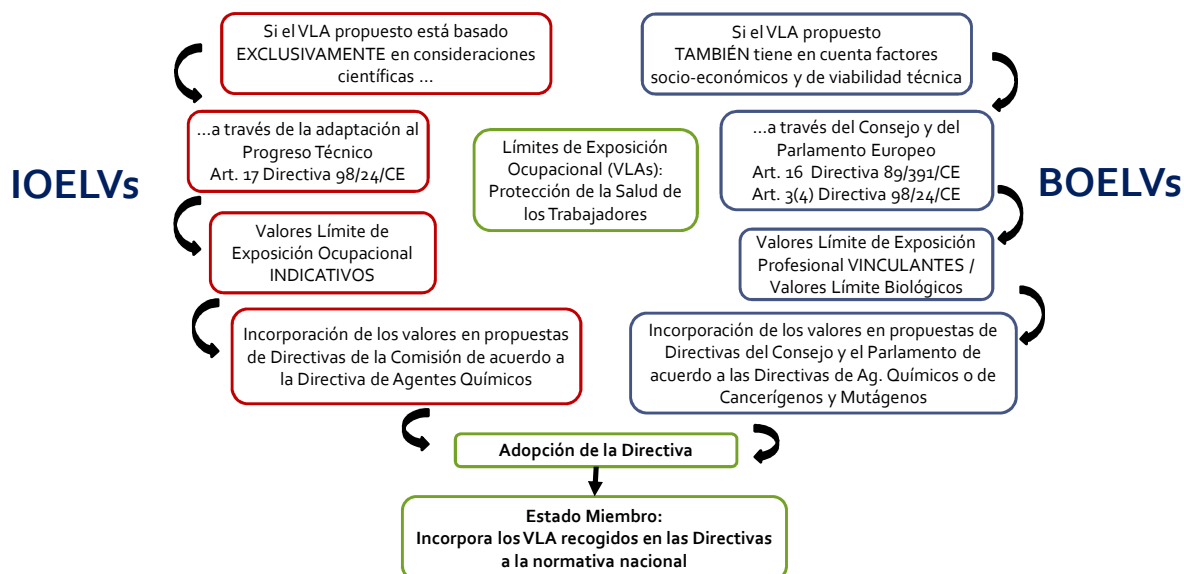 Si el VLA propuesto está basado
EXCLUSIVAMENTE en consideraciones
científicas ...
...a través de la adaptación al
Progreso Técnico
Art. 17 Directiva 98/24/CE
IOELVs
Valores Límite de
Exposición Ocupacional
INDICATIVOS
Incorporación de los valores en propuestas
de Directivas de la Comisión de acuerdo a
la Directiva de Agentes Químicos
Límites de Exposición
Ocupacional (VLAs):
Protección de la Salud de
los Trabajadores
Si el VLA propuesto
TAMBIÉN tiene en cuenta factores
socio-económicos y de viabilidad técnica
...a través del Consejo y del
Parlamento Europeo
Art. 16 Directiva 89/391/CE
Art. 3(4) Directiva 98/24/CE
BOELVs
Valores Límite de Exposición
Profesional VINCULANTES /
Valores Límite Biológicos
Incorporación de los valores en propuestas de
Directivas del Consejo y el Parlamento de
acuerdo a las Directivas de Ag. Químicos o de
Cancerígenos y Mutágenos
Adopción de la Directiva
Estado Miembro:
Incorpora los VLA recogidos en las Directivas
a la normativa nacional